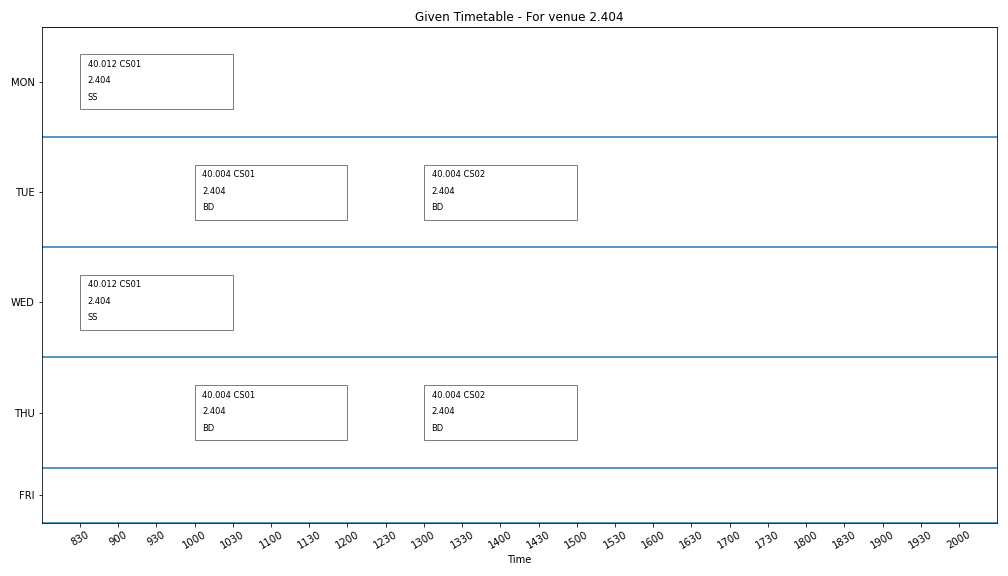 Given Timetable - For venue 2.404
MON
40.012 CS01
2.404
SS
TUE
40.004 CS01
2.404
BD
40.004 CS02
2.404
BD
WED
40.012 CS01
2.404
SS
THU
40.004 CS01
2.404
BD
40.004 CS02
2.404
BD
FRI
830 900 930 1000 1030 1100 1130 1200 1230 1300 1330 1400 1430 1500 1530 1600 1630 1700 1730 1800 1830 1900 1930 2000
Time